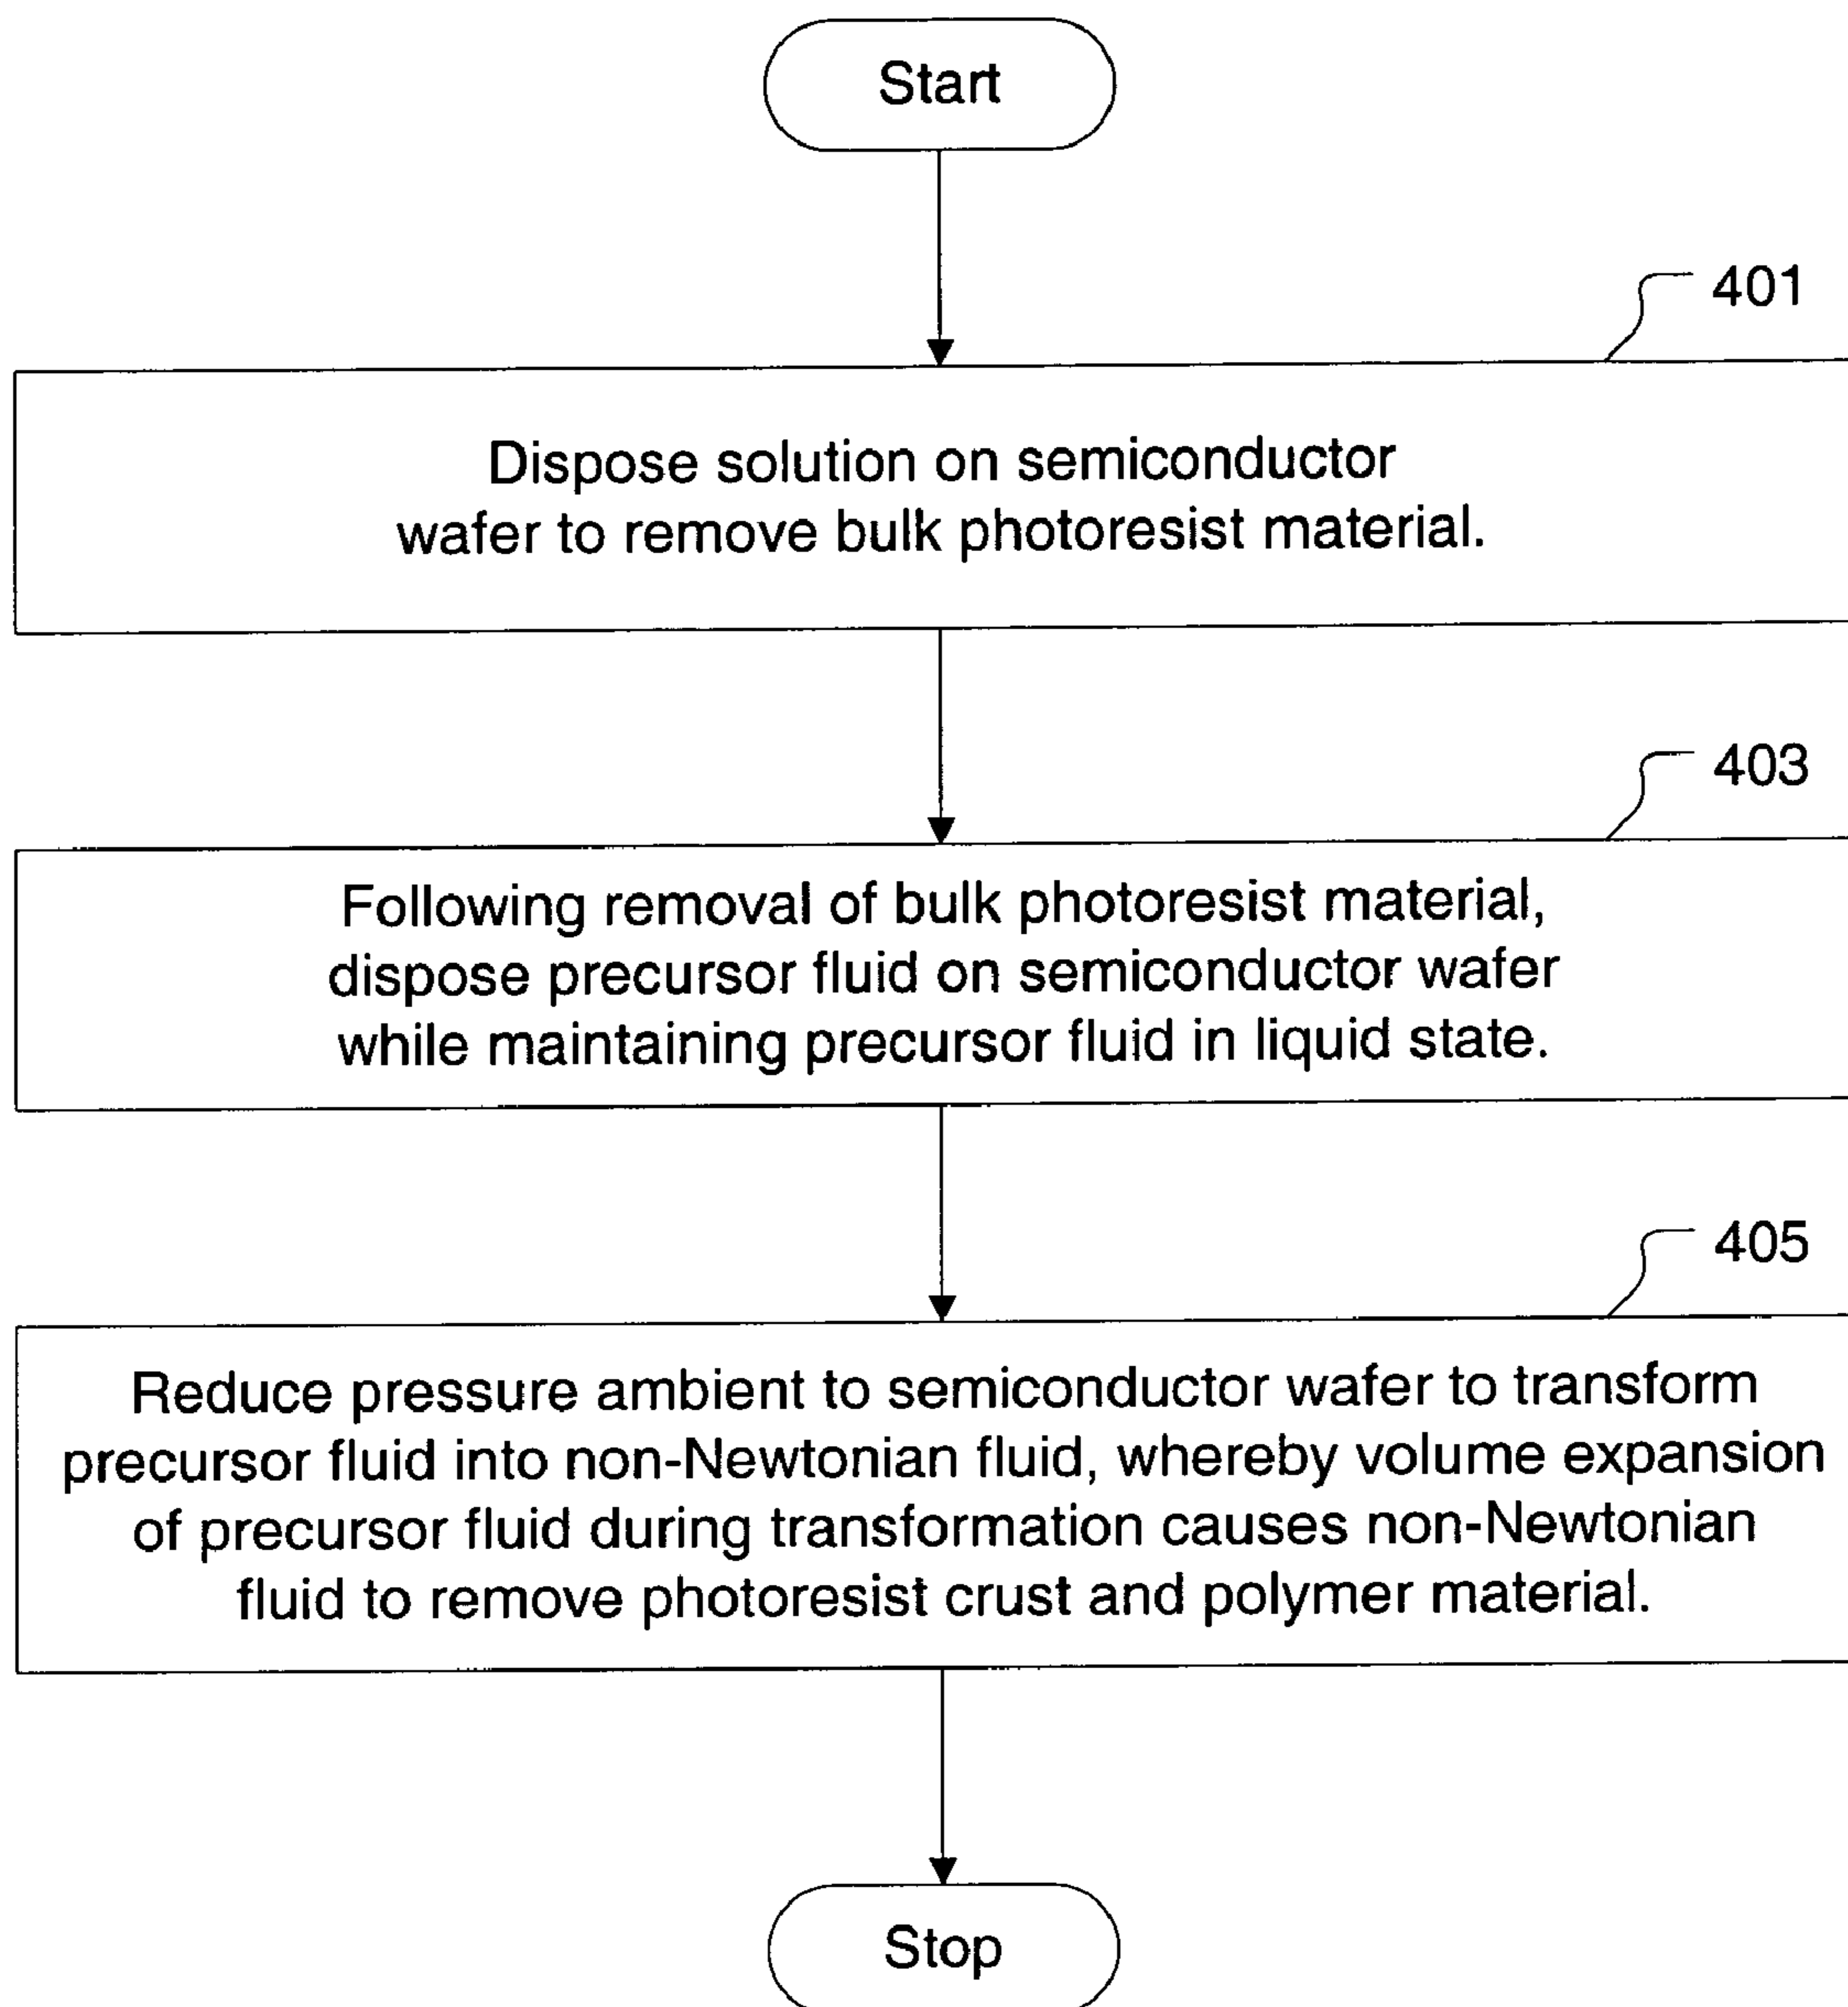 Start
401
Dispose solution on semiconductor
wafer to remove bulk photoresist material.
403
Following removal of bulk photoresist material,
dispose precursor fluid on semiconductor wafer
while maintaining precursor fluid in liquid state.
405
Reduce pressure ambient to semiconductor wafer to transform
precursor fluid into non-Newtonian fluid, whereby volume expansion
of precursor fluid during transformation causes non-Newtonian
fluid to remove photoresist crust and polymer material.
Stop